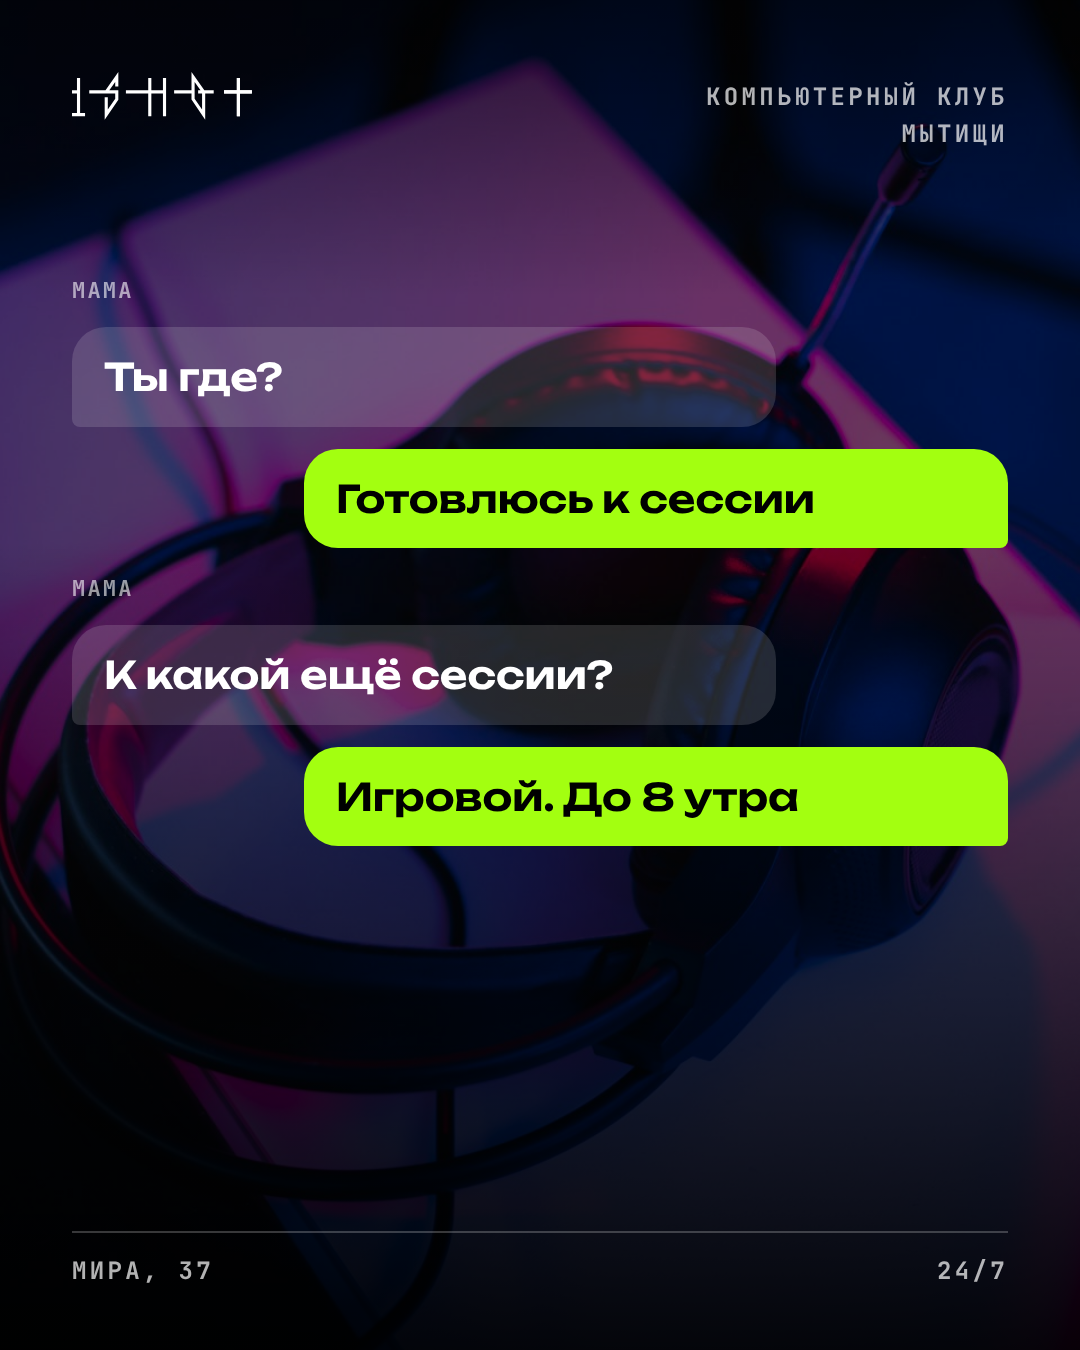 КОМПЬЮТЕРНЫЙ КЛУБ
МЫТИЩИ
МАМА
Ты где?
Готовлюсь к сессии
МАМА
К какой ещё сессии?
Игровой. До 8 утра
МИРА, 37
24/7